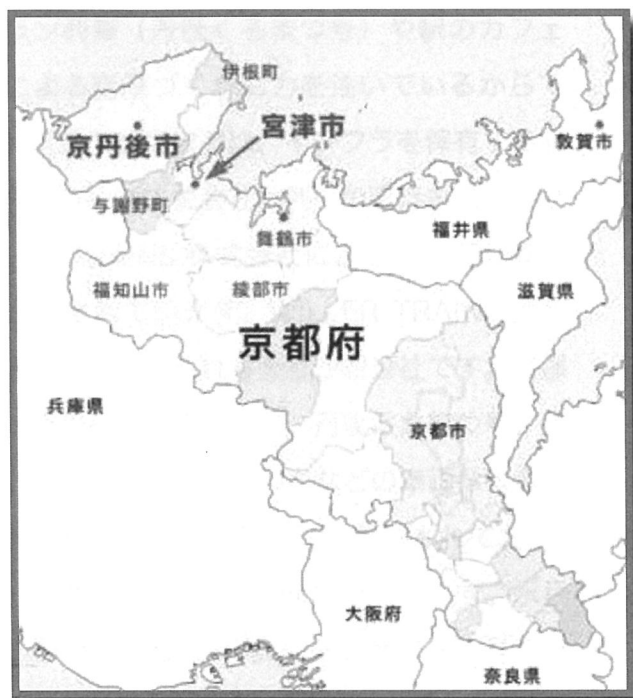 伊根町
京丹後市
宮津市
敦賀市
与謝野町
舞鶴市
福井県
福知山市
綾部市
滋賀県
京都府
兵庫県
京都市
大阪府
奈良県